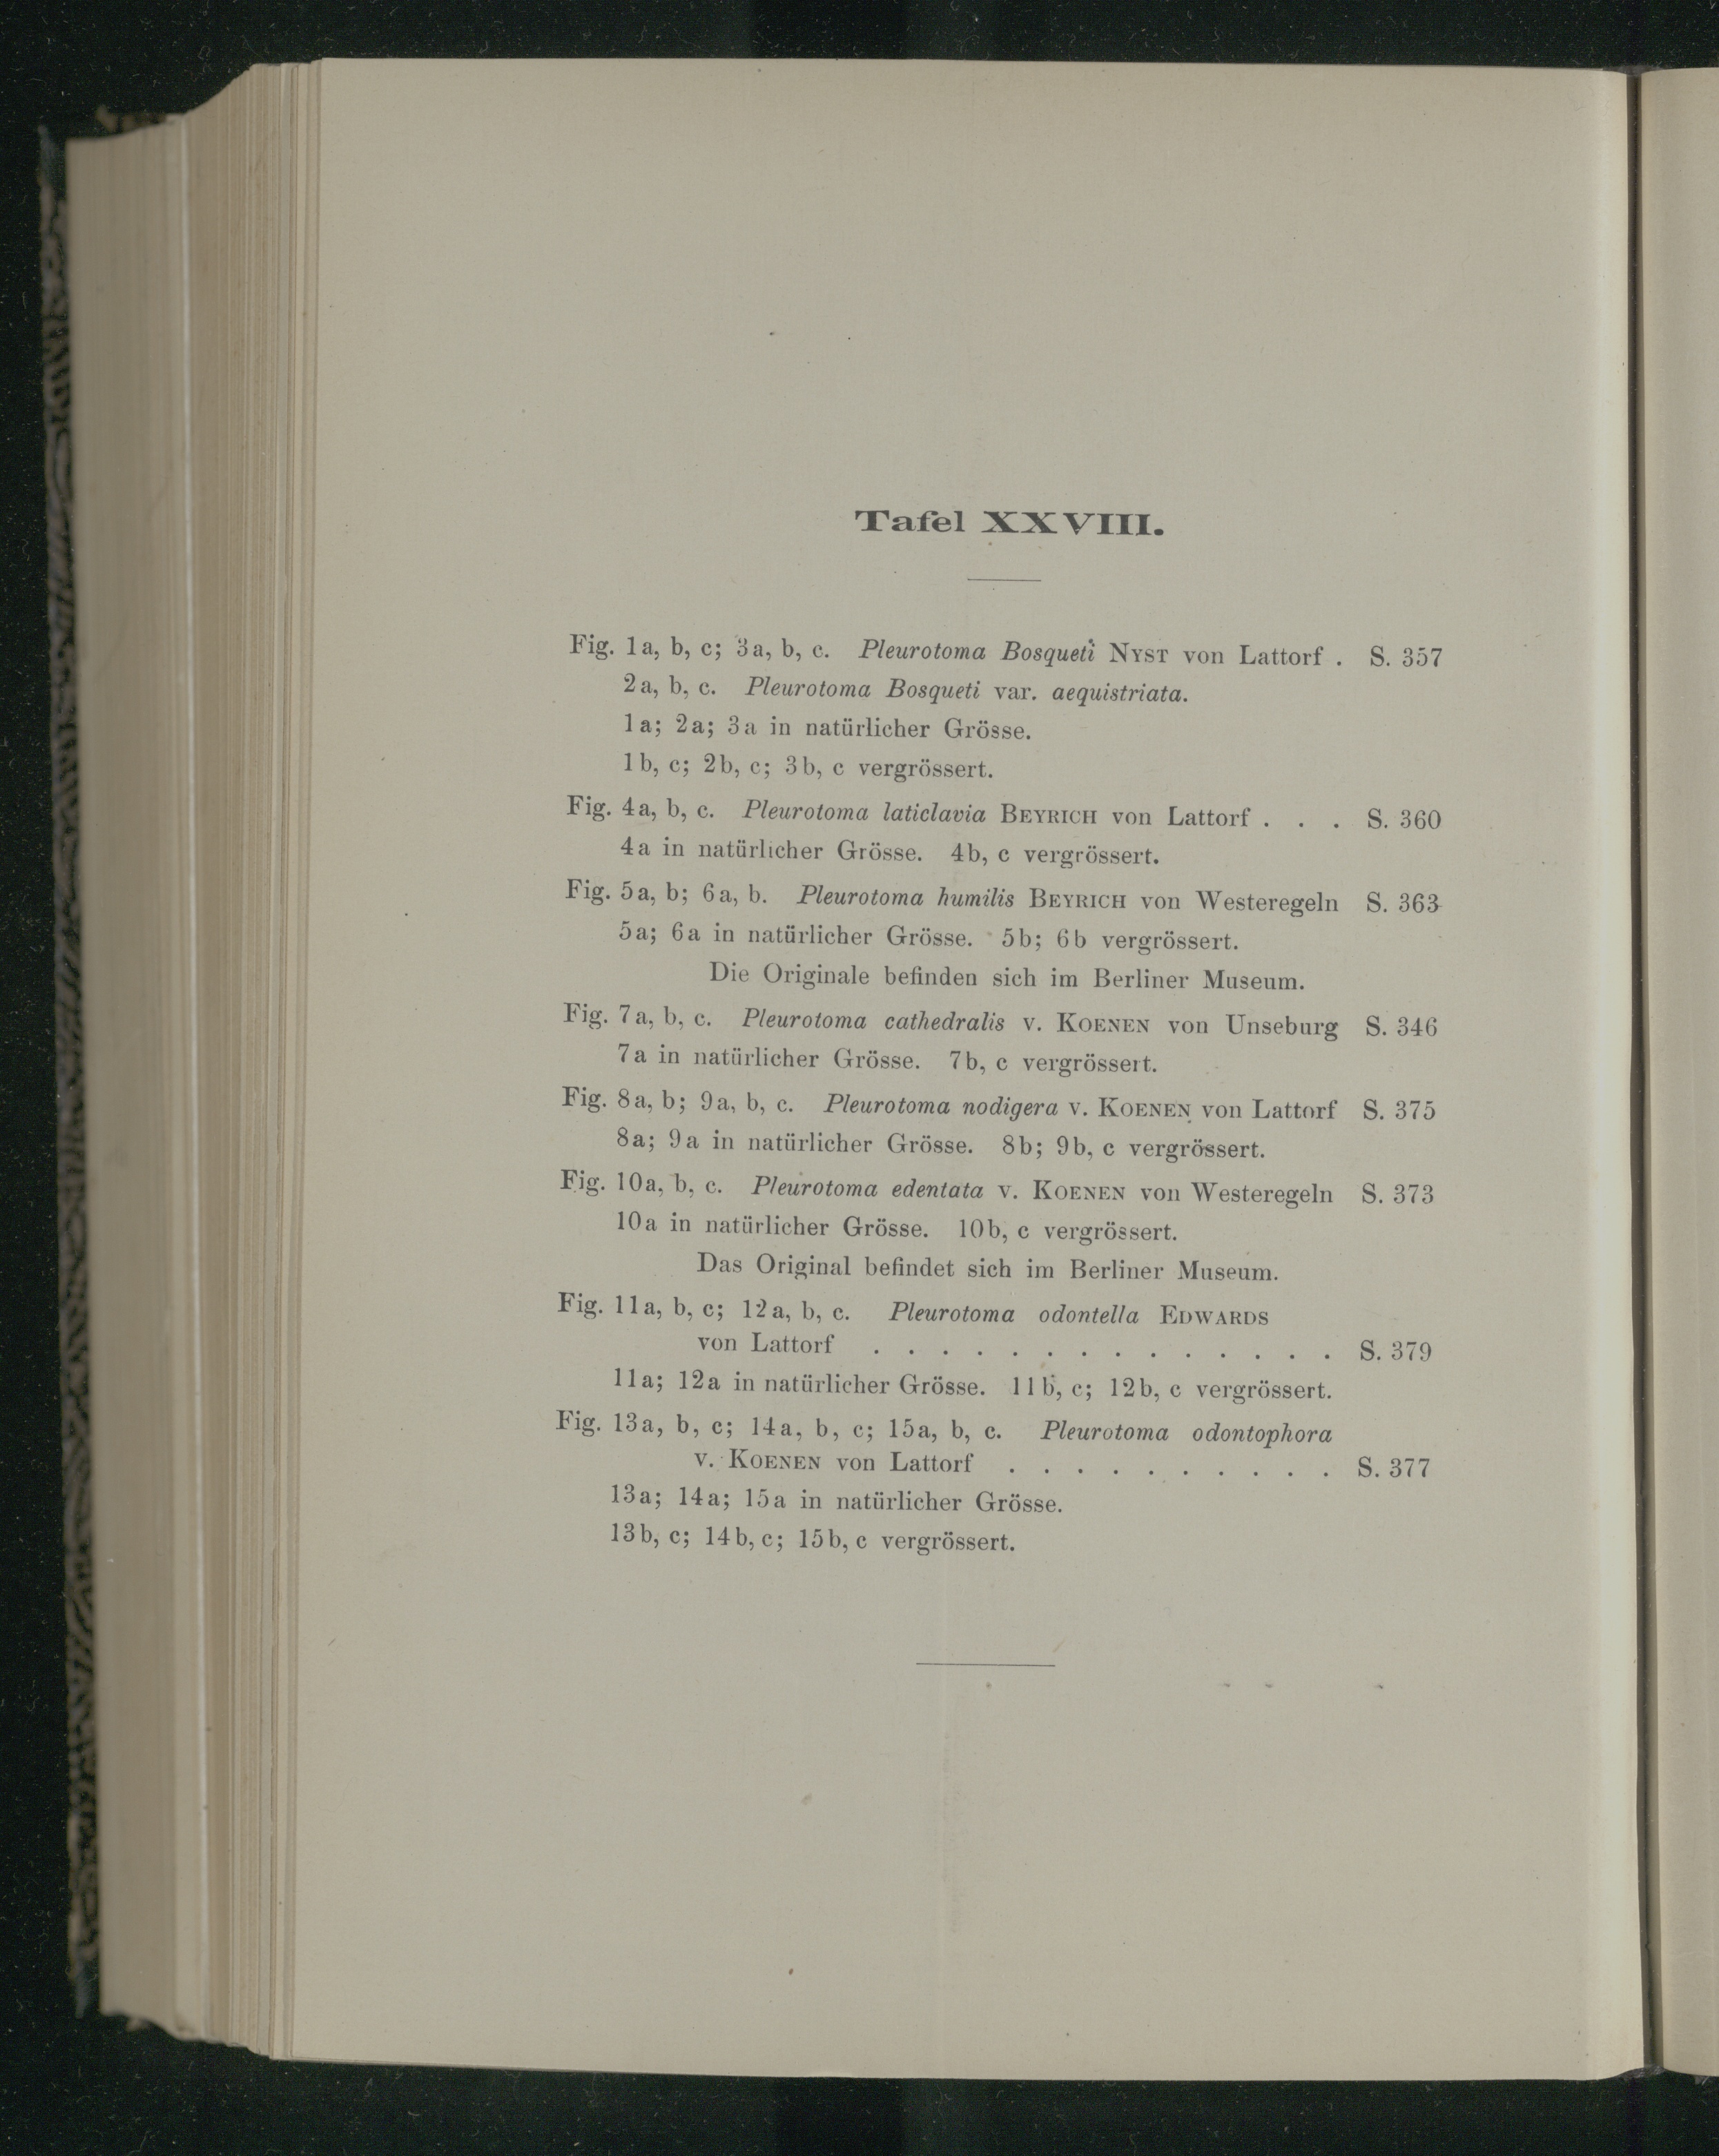 Tafel XXVIII.
Fig. 1a, b, c; 3a, b, c. Pleurotoma Bosqueti NYST von Lattorf . S. 357
2a, b, c. Pleurotoma Bosqueti var. aequistriata.
1a; 2a; 3a in natürlicher Grösse.
1b, c; 2b, c; 3b, c vergrössert.
Fig. 4a, b, c. Pleurotoma laticlavia BEYRICH von Lattorf . . . S. 360
4a in natürlicher Grösse. 4b, c vergrössert.
Fig. 5a, b; 6a, b. Pleurotoma humilis BEYRICH von Westeregeln S. 363
5a; 6a in natürlicher Grösse. 5b; 6b vergrössert.
Die Originale befinden sich im Berliner Museum.
Fig. 7a, b, c. Pleurotoma cathedralis v. KOENEN von Unseburg S. 346
7a in natürlicher Grösse. 7b, c vergrössert.
Fig. 8a, b; 9a, b, c. Pleurotoma nodigera v. KOENEN von Lattorf S. 375
8a; 9a in natürlicher Grösse. 8b; 9b, c vergrössert.
Fig. 10a, b, c. Pleurotoma edentata v. KOENEN von Westeregeln S. 373
10a in natürlicher Grösse. 10b, c vergrössert.
Das Original befindet sich im Berliner Museum.
Fig. 11a, b, c; 12a, b, c. Pleurotoma odontella EDWARDS
von Lattorf . . . . . . . . . . . . . . . S. 379
11a; 12a in natürlicher Grösse. 11b, c; 12b, c vergrössert.
Fig. 13a, b, c; 14a, b, c; 15a, b, c. Pleurotoma odontophora
v. KOENEN von Lattorf . . . . . . . . . . S. 377
13a; 14a; 15a in natürlicher Grösse.
13b, c; 14b, c; 15b, c vergrössert.